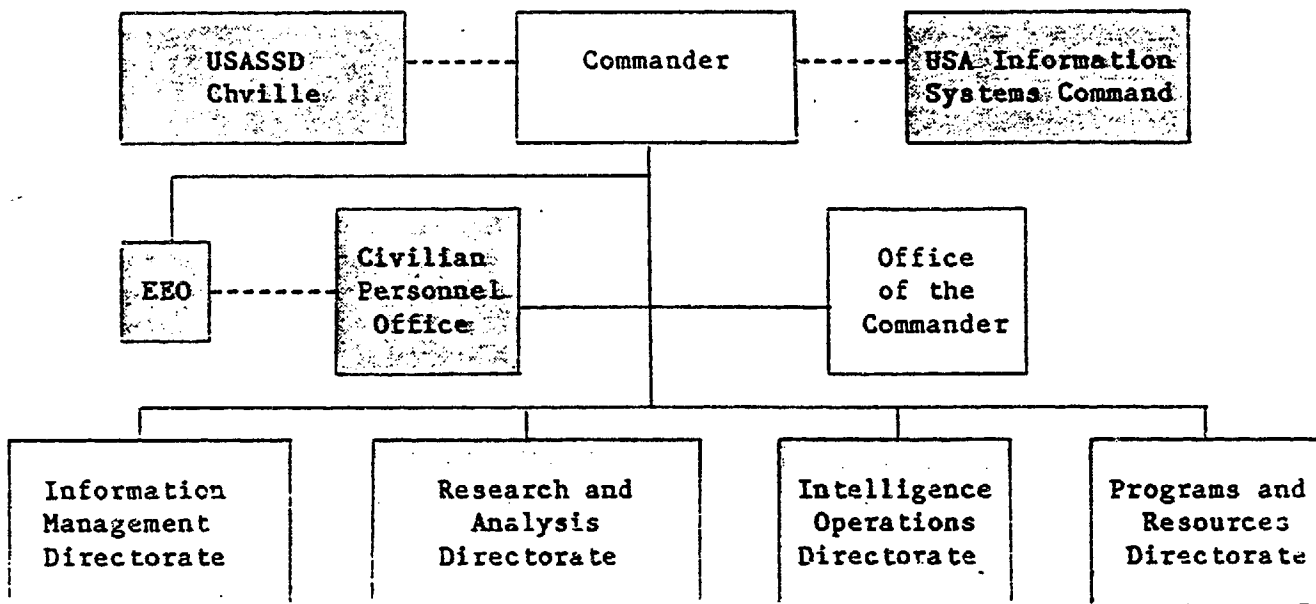 USASSD
Chville
Commander
USA Information
Systems Command
EEO
Civilian
Personnel
Office
Office
of the
Commander
Information
Management
Directorate
Research and
Analysis
Directorate
Intelligence
Operations
Directorate
Programs and
Resources
Directorate